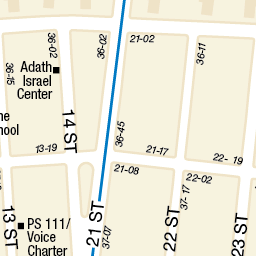 36-02
36-02
21-02
36-11
36-15
Adath
Israel
Center
14 ST
36-45
13-19
21-17
22- 19
21-08
22-02
37-17
13 ST
PS 111/
Voice
Charter
21 ST
37-07
22 ST
23 ST
ne
hool